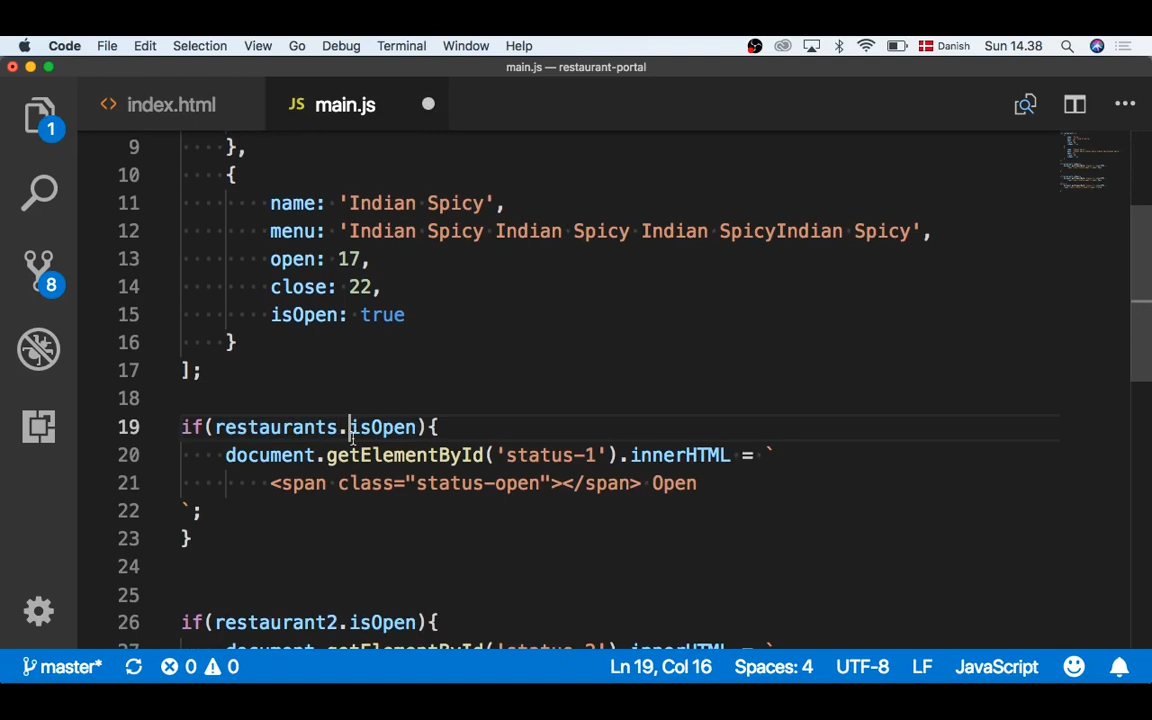 Code File Edit Selection View Go Debug Terminal Window Help Danish Sun 14.38
main.js — restaurant-portal
<> index.html JS main.js
9 },
10 {
11 name: 'Indian Spicy',
12 menu: 'Indian Spicy Indian Spicy Indian SpicyIndian Spicy',
13 open: 17,
14 close: 22,
15 isOpen: true
16 }
17 ];
18
19 if(restaurants.isOpen){
20 document.getElementById('status-1').innerHTML = `
21 <span class="status-open"></span> Open
22 `;
23 }
24
25
26 if(restaurant2.isOpen){
1
8
master* 0 0 Ln 19, Col 16 Spaces: 4 UTF-8 LF JavaScript